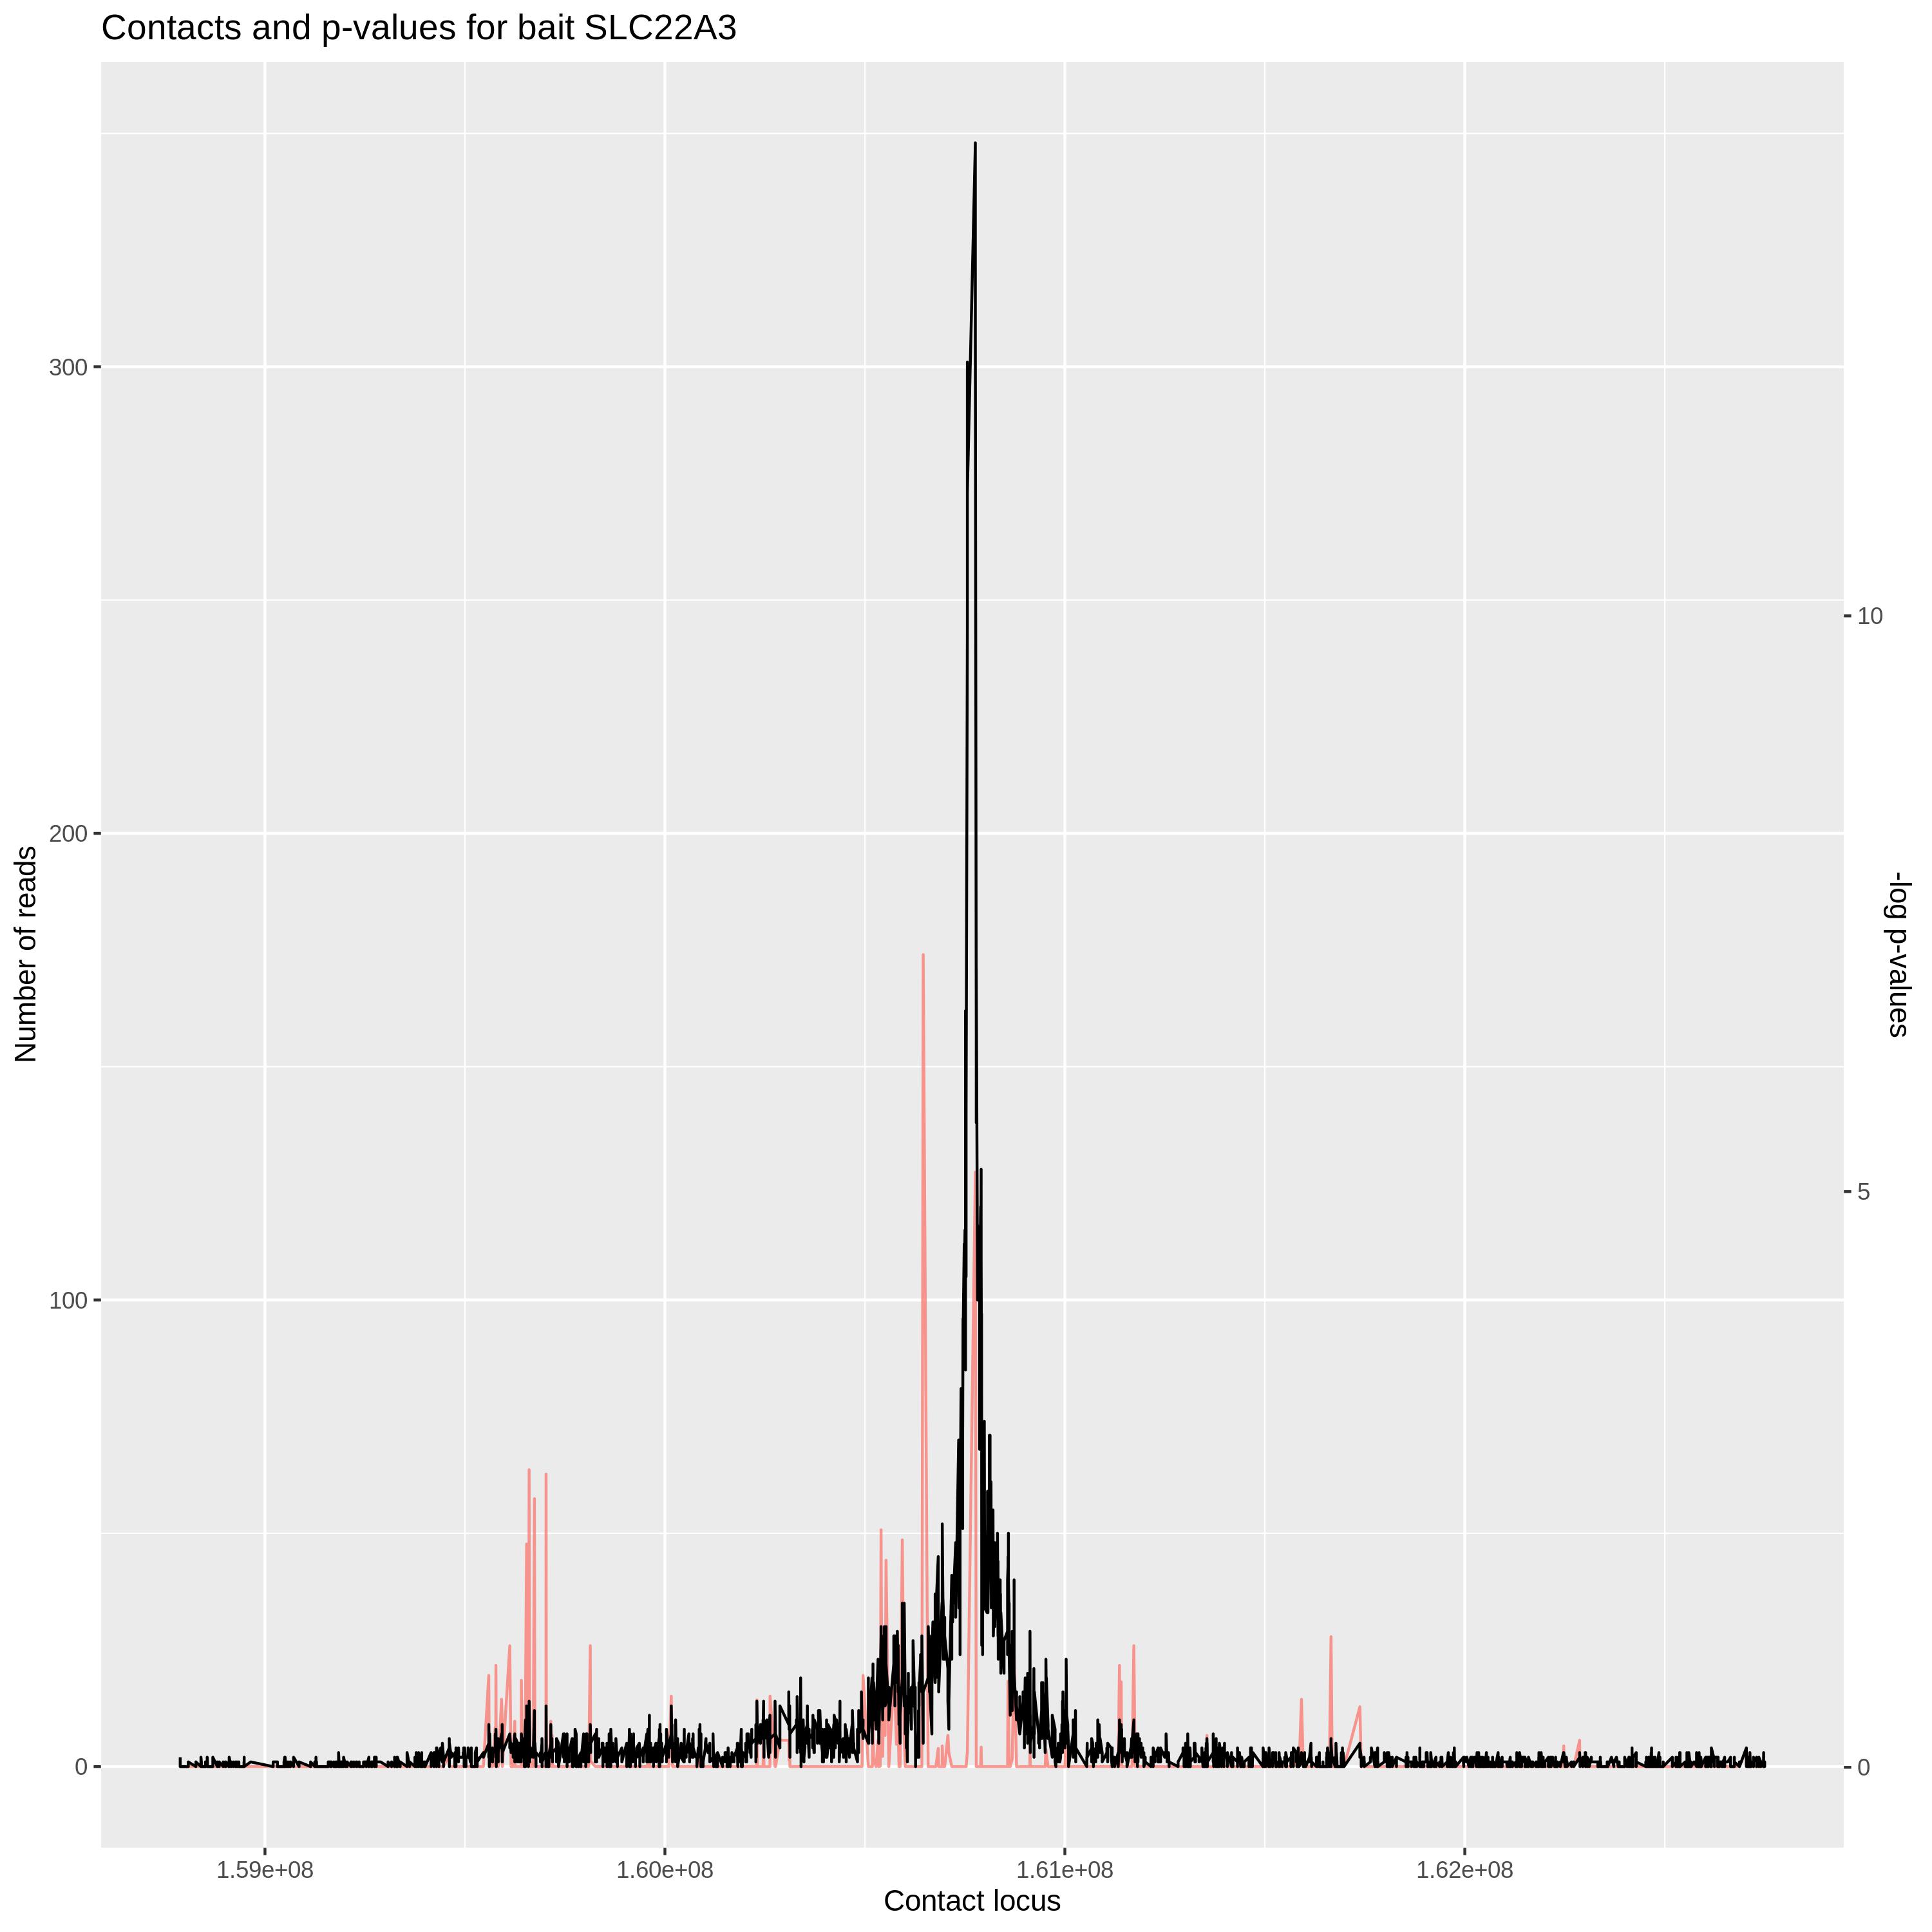 Contacts and p-values for bait SLC22A3
300
200
100
0
Number of reads
10
5
0
-log p-values
1.59e+08 1.60e+08 1.61e+08 1.62e+08
Contact locus